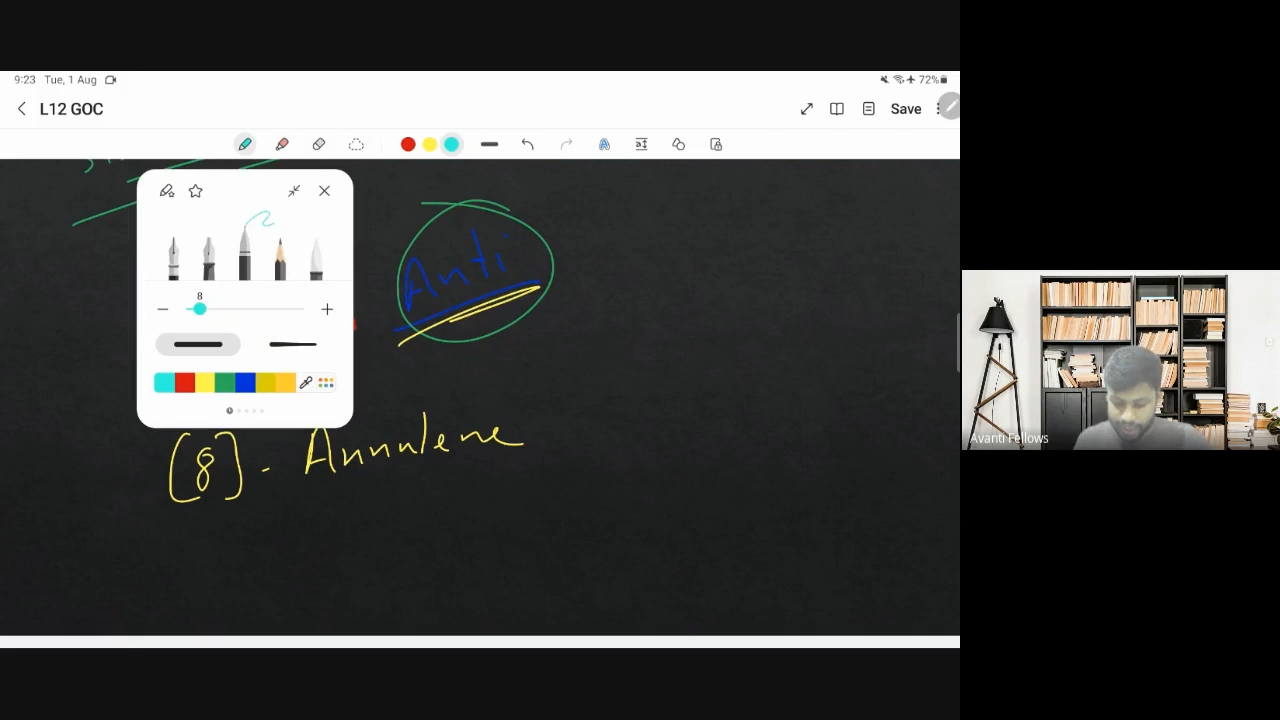 9:23 Tue, 1 Aug
72%
L12 GOC
Save
Anti
8
[8] - Annulene
Avanti Fellows